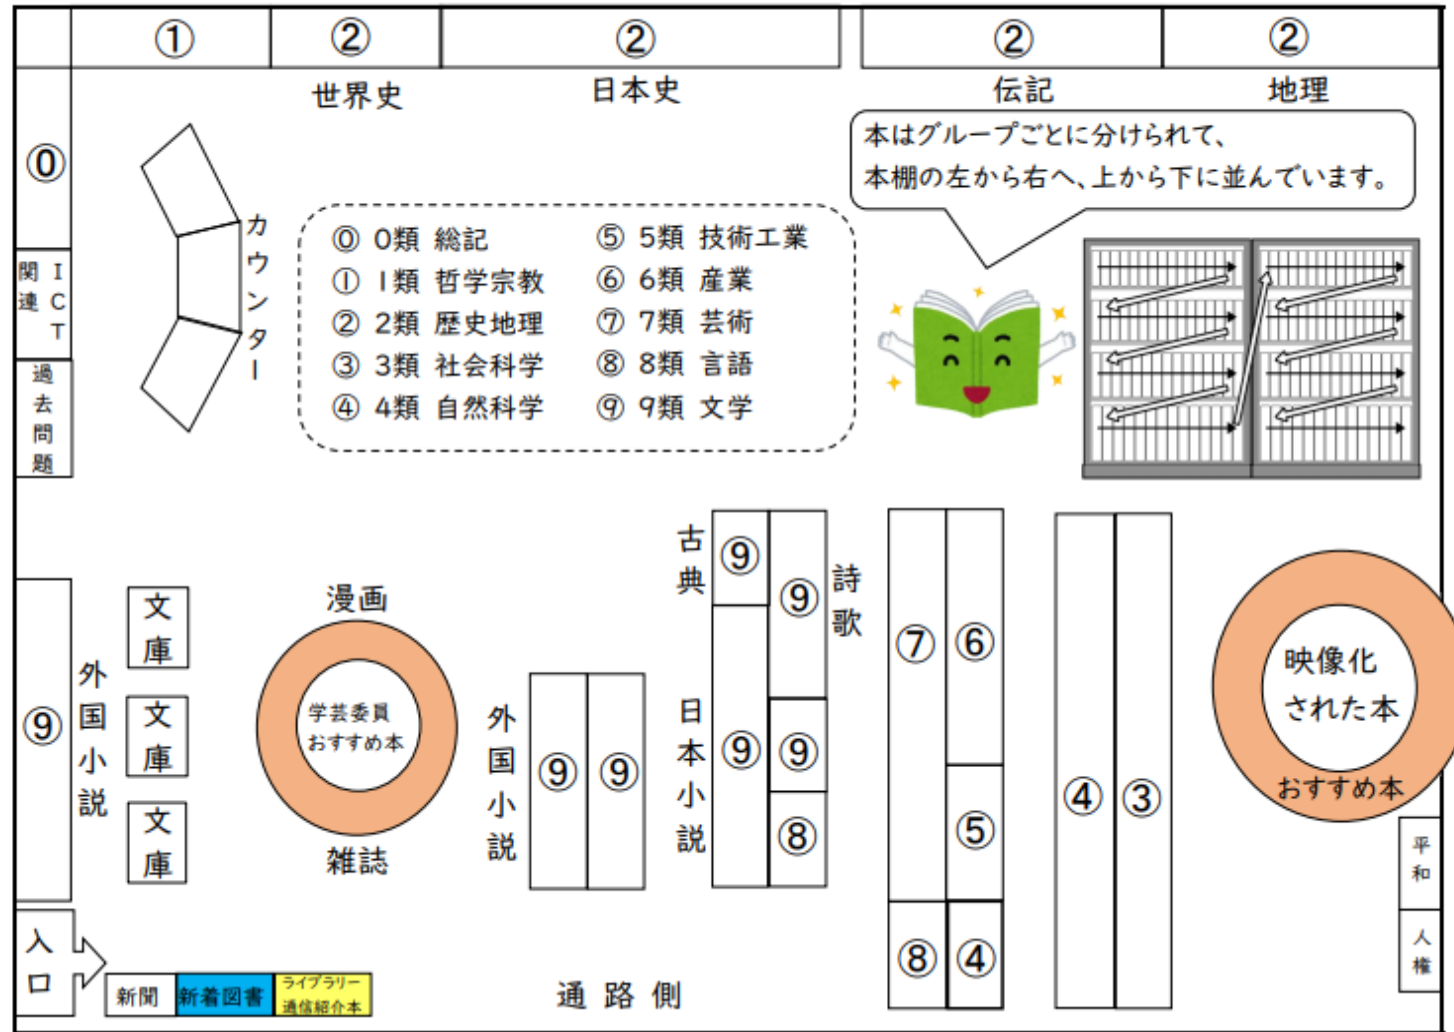 ① ② ② ② ②
世界史 日本史 伝記 地理
⓪
ICT
関連
過去問題
カウンター
⓪ 0類 総記
① 1類 哲学宗教
② 2類 歴史地理
③ 3類 社会科学
④ 4類 自然科学
⑤ 5類 技術工業
⑥ 6類 産業
⑦ 7類 芸術
⑧ 8類 言語
⑨ 9類 文学
本はグループごとに分けられて、
本棚の左から右へ、上から下に並んでいます。
⑨
外国小説
文庫
文庫
文庫
漫画
学芸委員
おすすめ本
雑誌
外国小説
⑨ ⑨
古典
⑨
日本小説
⑨
⑨
詩歌
⑨
⑧
⑦
⑧
⑥
⑤
④
④ ③
映像化
された本
おすすめ本
平和
人権
入口
新聞
新着図書
ライブラリー
通信紹介本
通路側